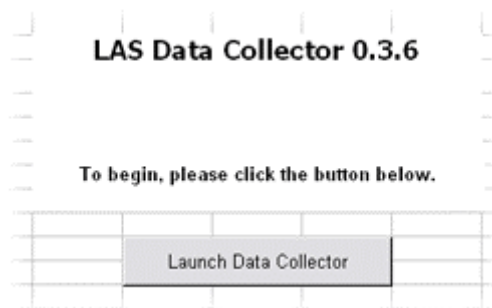 LAS Data Collector 0.3.6
To begin, please click the button below.
Launch Data Collector